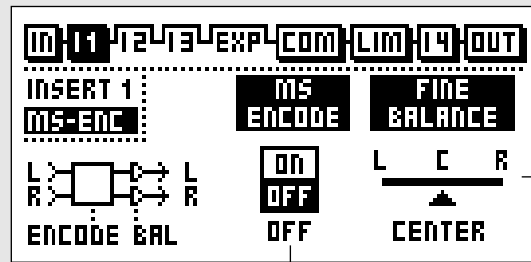 IN I1 I2 I3 EXP COM LIM I4 OUT
INSERT 1
MS-ENC
MS ENCODE
FINE BALANCE
L L
R R
ENCODE BAL
ON
OFF
OFF
L C R
CENTER